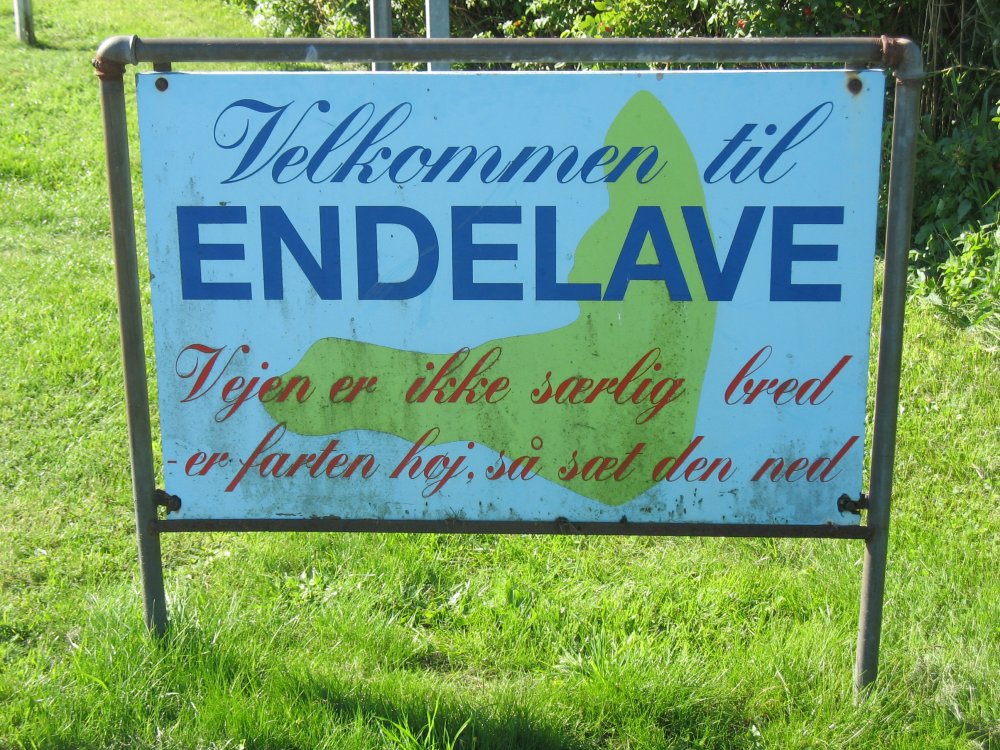 Velkommen til
ENDELAVE
Vejen er ikke særlig bred
- er farten høj, så sæt den ned